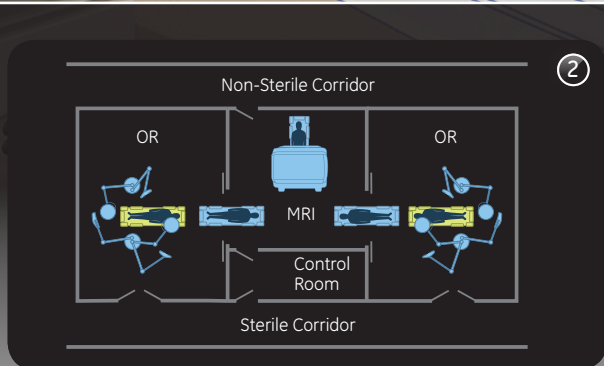 2
Non-Sterile Corridor
OR
OR
MRI
Control
Room
Sterile Corridor